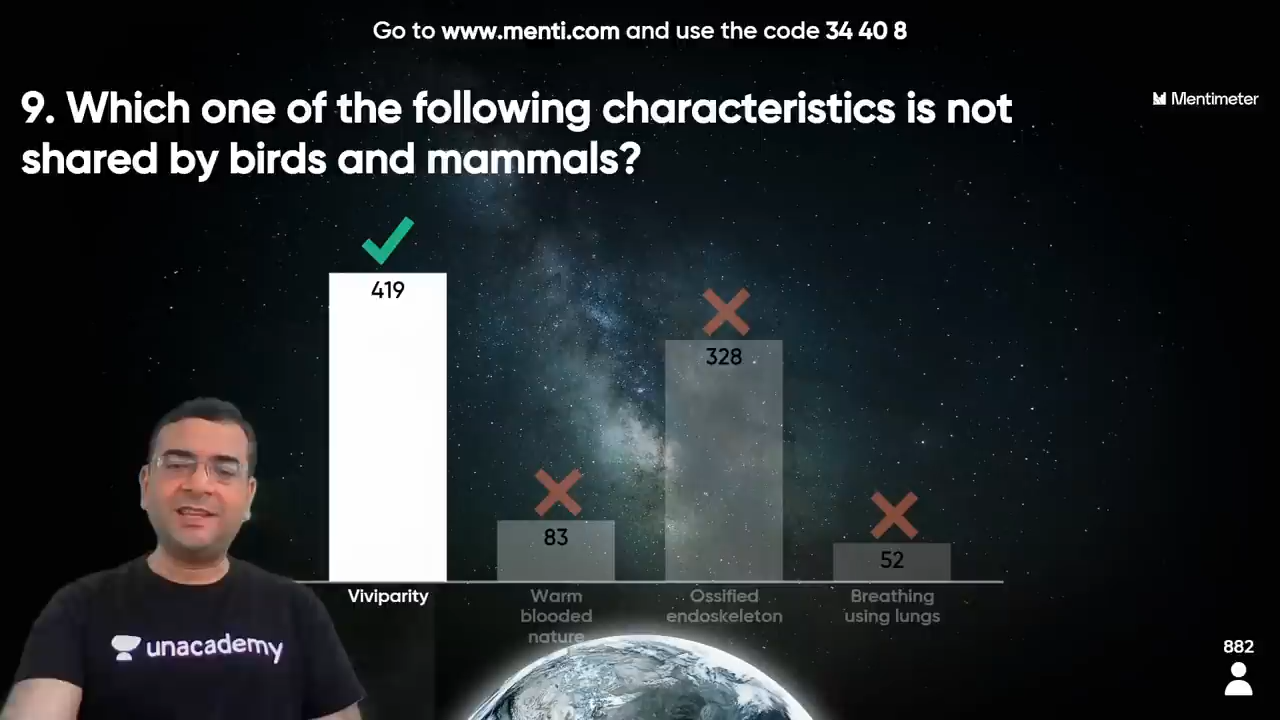 Go to www.menti.com and use the code 34 40 8
9. Which one of the following characteristics is not
shared by birds and mammals?
Mentimeter
419
328
83
52
Viviparity
Warm
blooded
nature
Ossified
endoskeleton
Breathing
using lungs
unacademy
882